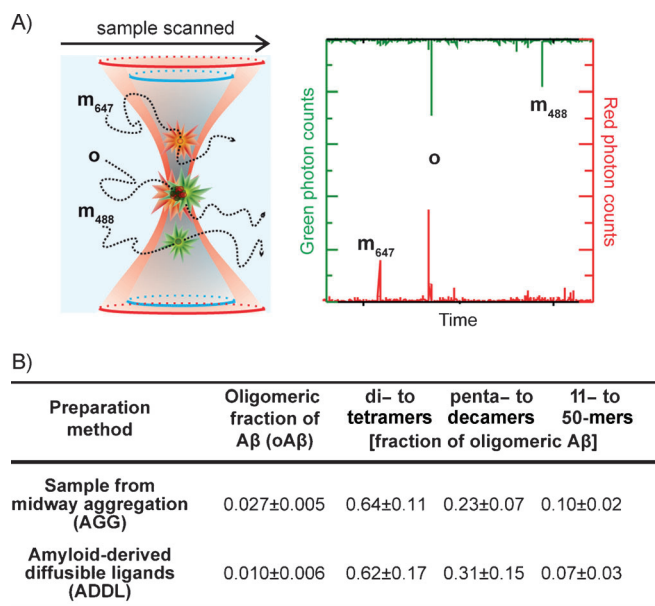 A)
sample scanned
m647
o
m488
Green photon counts
m647
o
m488
Red photon counts
Time
B)
Preparation method
Oligomeric fraction of Aβ (oAβ)
di– to tetramers
penta– to decamers
11– to 50-mers
[fraction of oligomeric Aβ]
Sample from midway aggregation (AGG)
0.027±0.005 0.64±0.11 0.23±0.07 0.10±0.02
Amyloid-derived diffusible ligands (ADDL)
0.010±0.006 0.62±0.17 0.31±0.15 0.07±0.03